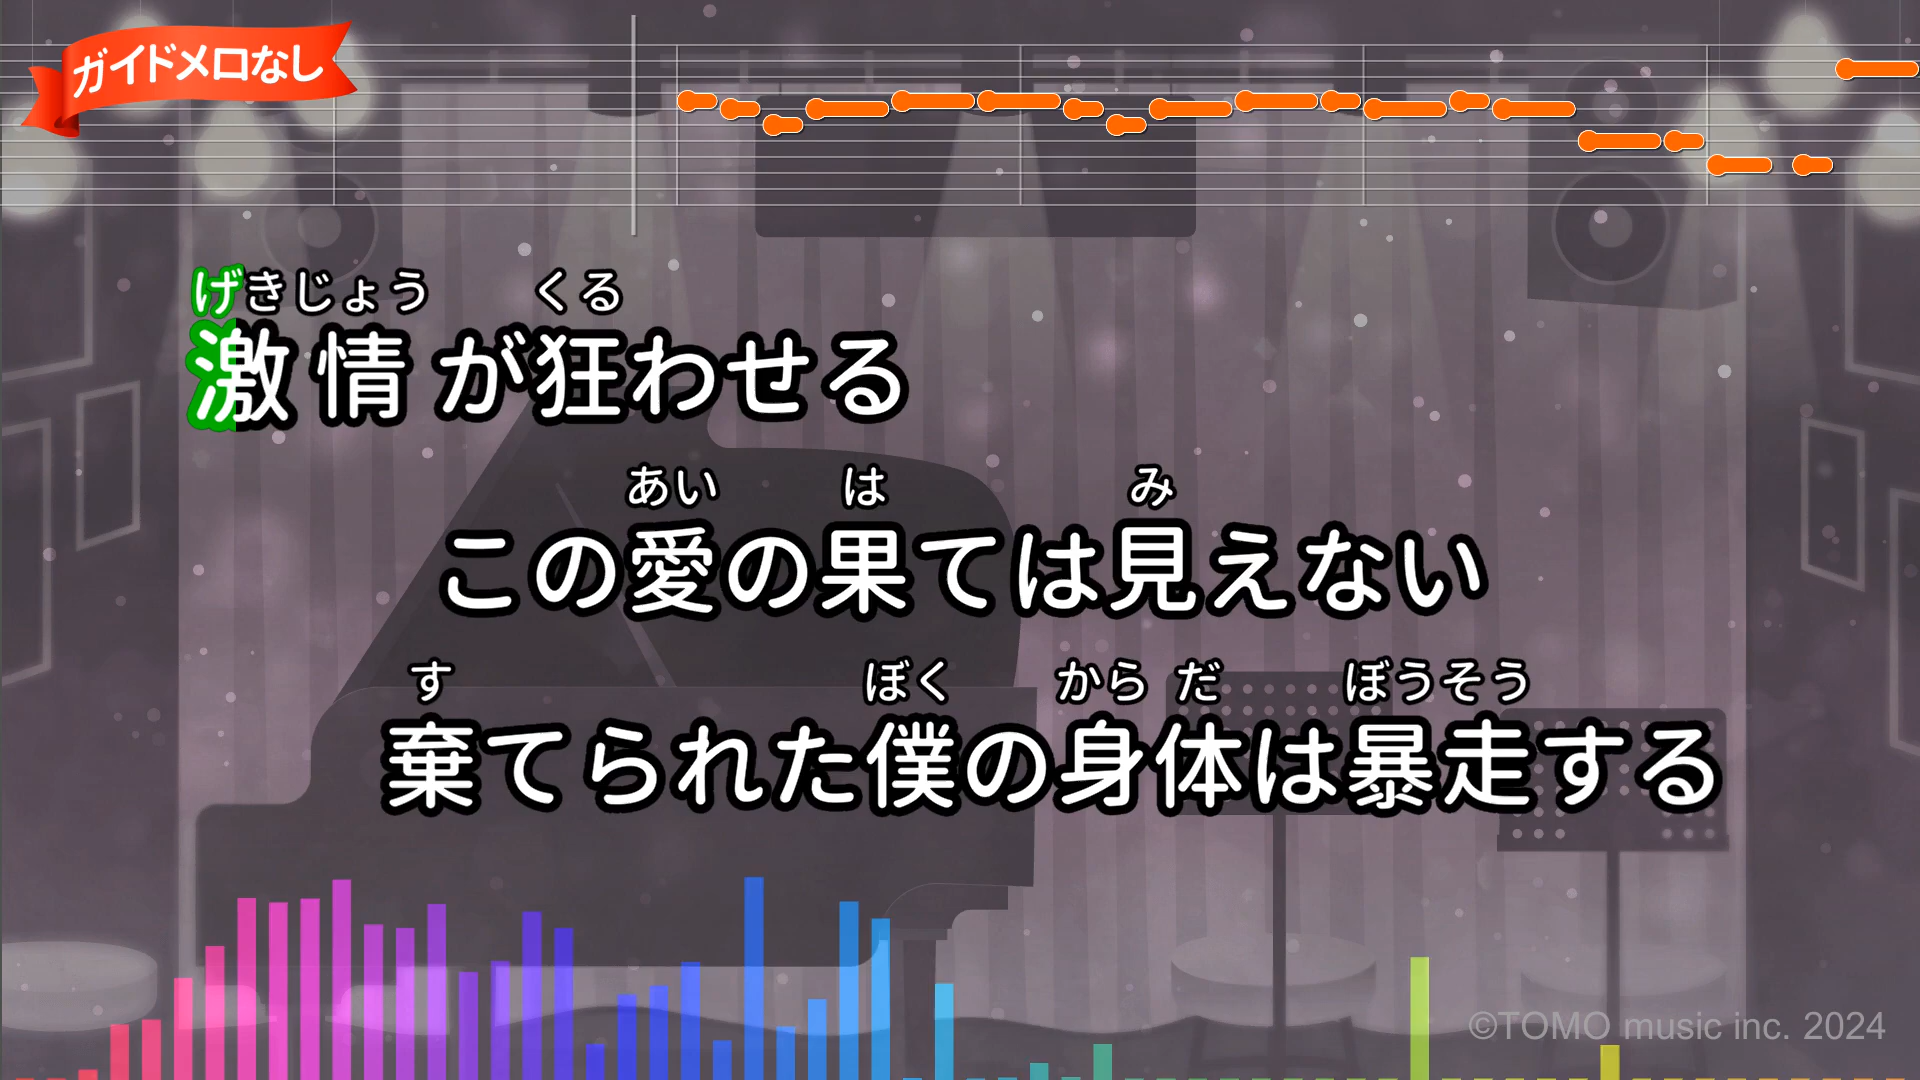 ガイドメロなし
げきじょう くる
激情が狂わせる
あい は み
この愛の果ては見えない
す ぼく からだ ぼうそう
棄てられた僕の身体は暴走する
©TOMO music inc. 2024